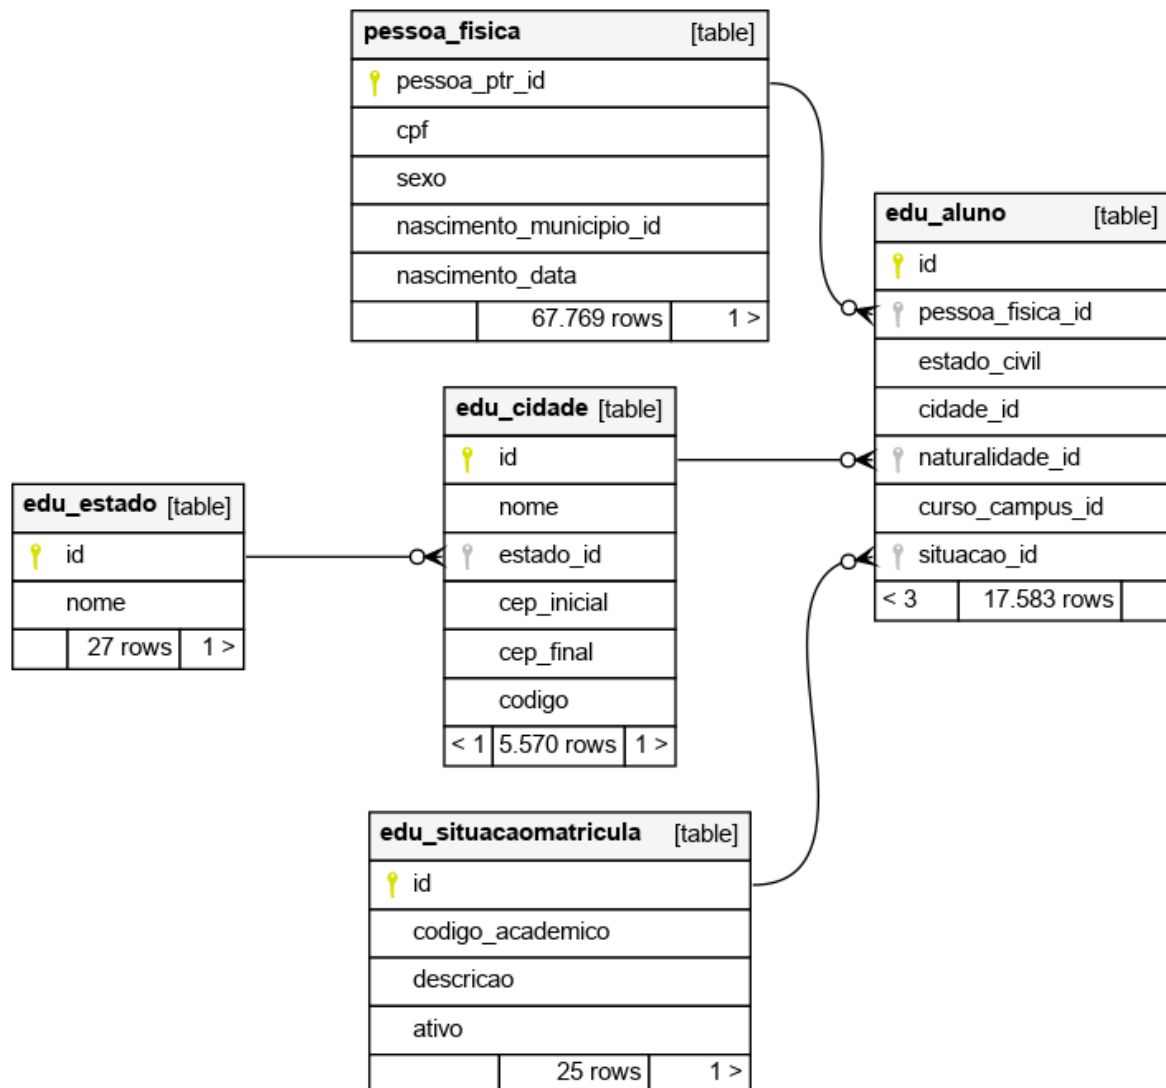 pessoa_fisica [table]
pessoa_ptr_id
cpf
sexo
nascimento_municipio_id
nascimento_data
67.769 rows 1 >
edu_aluno [table]
id
pessoa_fisica_id
estado_civil
cidade_id
naturalidade_id
curso_campus_id
situacao_id
< 3 17.583 rows
edu_cidade [table]
id
nome
estado_id
cep_inicial
cep_final
codigo
< 1 5.570 rows 1 >
edu_estado [table]
id
nome
27 rows 1 >
edu_situacaomatricula [table]
id
codigo_academico
descricao
ativo
25 rows 1 >